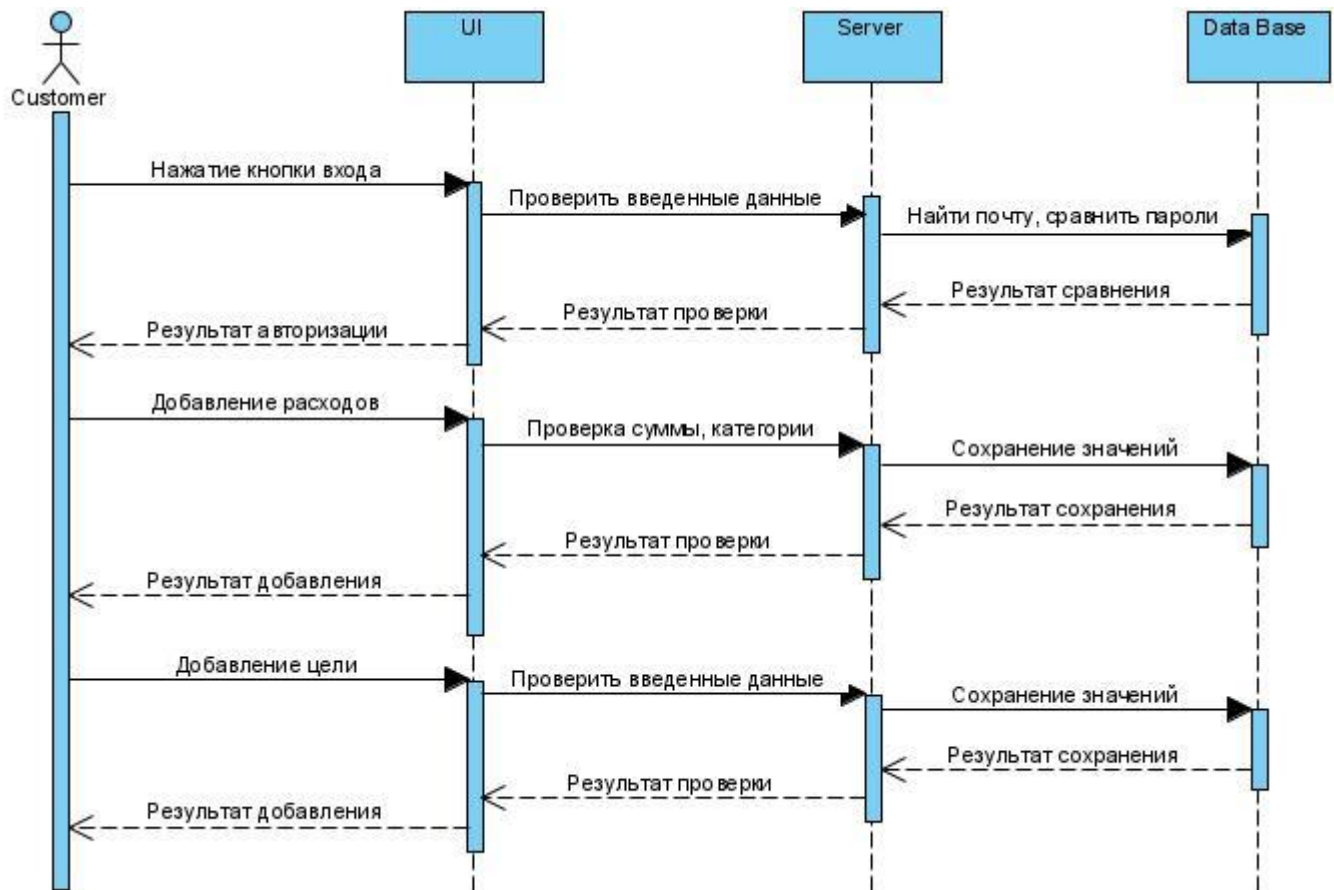 UI
Server
Data Base
Customer
Нажатие кнопки входа
Проверить введенные данные
Найти почту, сравнить пароли
Результат сравнения
Результат проверки
Результат авторизации
Добавление расходов
Проверка суммы, категории
Сохранение значений
Результат сохранения
Результат проверки
Результат добавления
Добавление цели
Проверить введенные данные
Сохранение значений
Результат сохранения
Результат проверки
Результат добавления